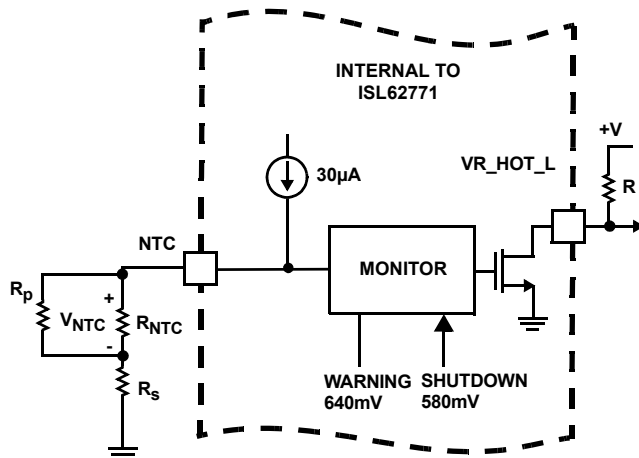 INTERNAL TO
ISL62771
+V
VR_HOT_L
R
30µA
NTC
MONITOR
Rp
+
VNTC
RNTC
-
Rs
WARNING
640mV
SHUTDOWN
580mV